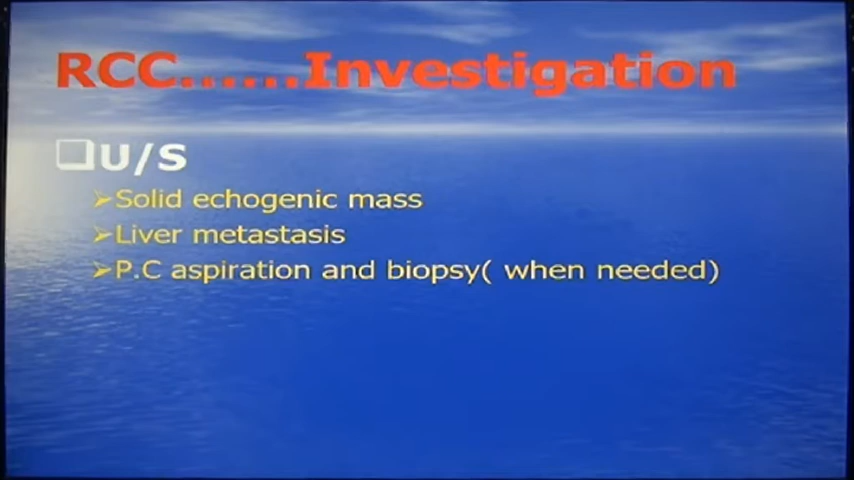 RCC......Investigation
❑U/S
➢Solid echogenic mass
➢Liver metastasis
➢P.C aspiration and biopsy( when needed)